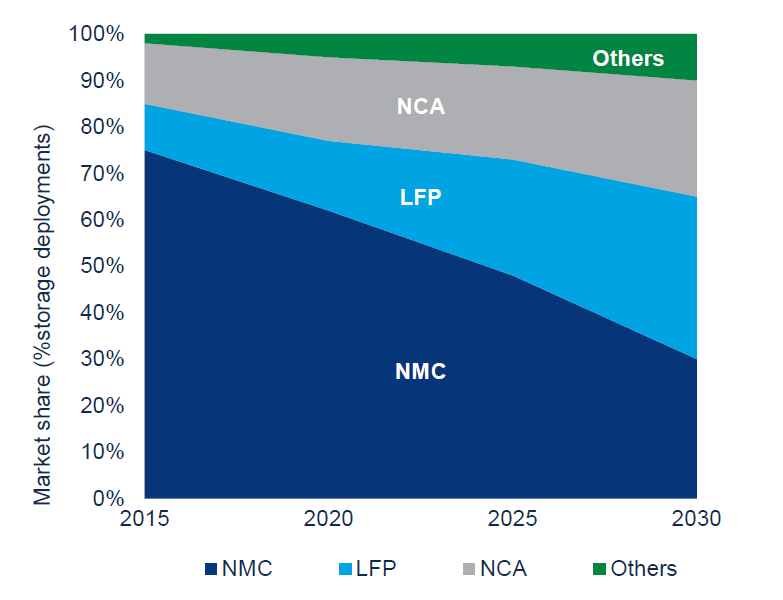 Market share (%storage deployments)
100%
90%
80%
70%
60%
50%
40%
30%
20%
10%
0%
Others
NCA
LFP
NMC
2015 2020 2025 2030
NMC LFP NCA Others